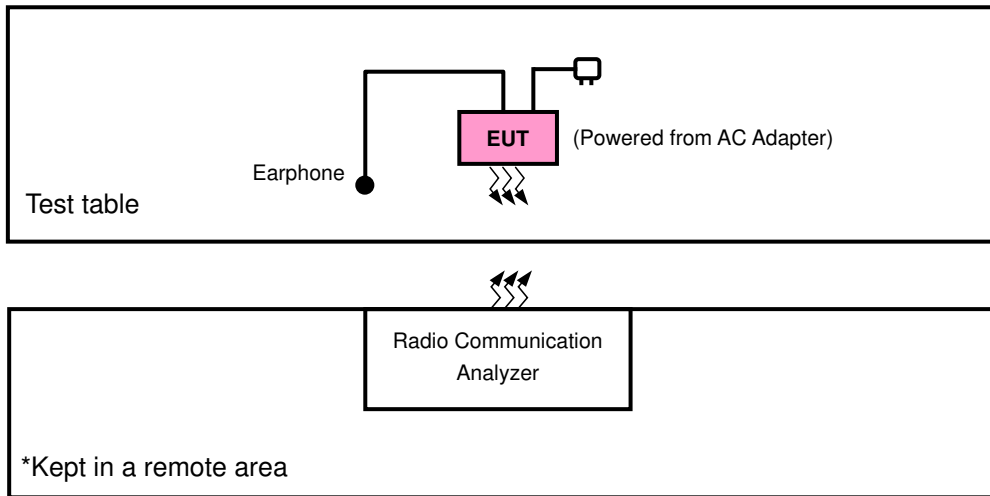 EUT
(Powered from AC Adapter)
Earphone
Test table
Radio Communication
Analyzer
*Kept in a remote area